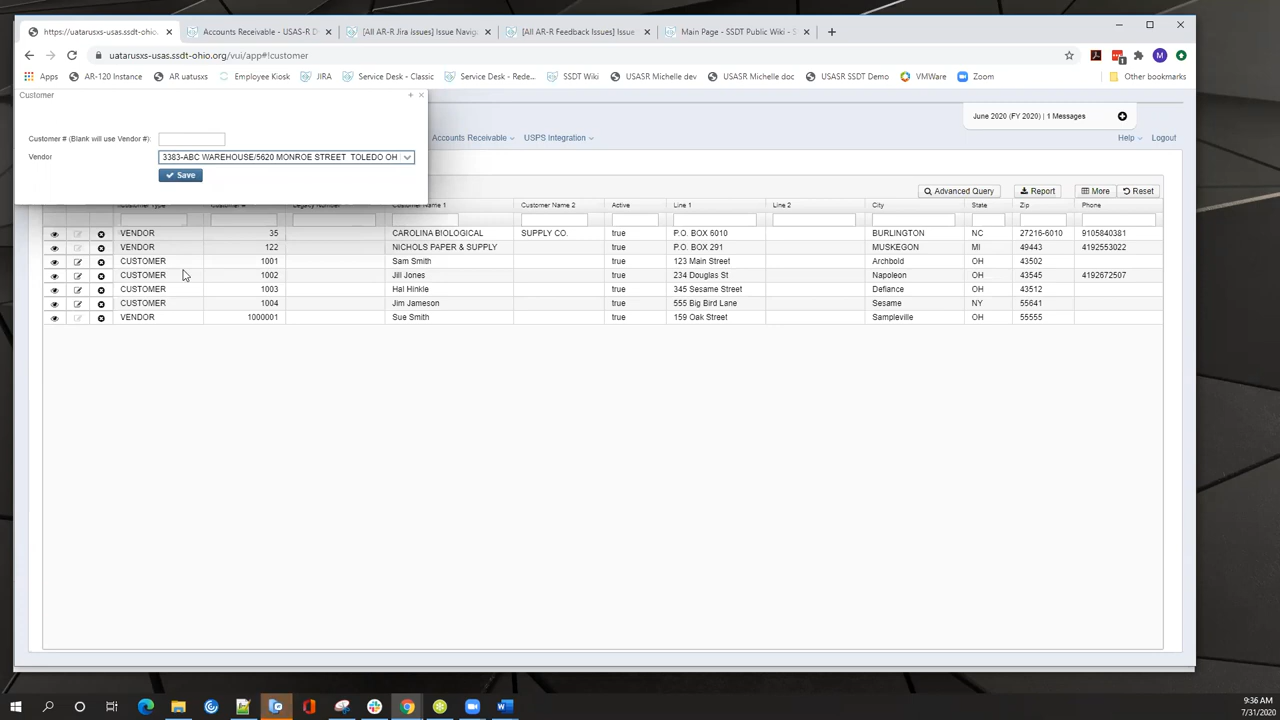 https://uatarusxs-usas.ssdt-ohio.org/
Accounts Receivable - USAS-R D
[All AR-R Jira issues] Issue Navig
[All AR-R Feedback Issues] Issue
Main Page - SSDT Public Wiki - S
uatarusxs-usas.ssdt-ohio.org/vui/app#!customer
M
Apps AR-120 Instance AR uatusxs Employee Kiosk JIRA Service Desk - Classic Service Desk - Rede... SSDT Wiki USASR Michelle dev USASR Michelle doc USASR SSDT Demo VMWare Zoom Other bookmarks
Customer
June 2020 (FY 2020) | 1 Messages
Customer # (Blank will use Vendor #):
Accounts Receivable USPS Integration Help Logout
Vendor 3383-ABC WAREHOUSE/5620 MONROE STREET TOLEDO OH
Save
Advanced Query Report More Reset
Customer Type Customer # Legacy Number Customer Name 1 Customer Name 2 Active Line 1 Line 2 City State Zip Phone
VENDOR 35 CAROLINA BIOLOGICAL SUPPLY CO. true P.O. BOX 6010 BURLINGTON NC 27216-6010 9105840381
VENDOR 122 NICHOLS PAPER & SUPPLY true P.O. BOX 291 MUSKEGON MI 49443 4192553022
CUSTOMER 1001 Sam Smith true 123 Main Street Archbold OH 43502
CUSTOMER 1002 Jill Jones true 234 Douglas St Napoleon OH 43545 4192672507
CUSTOMER 1003 Hal Hinkle true 345 Sesame Street Defiance OH 43512
CUSTOMER 1004 Jim Jameson true 555 Big Bird Lane Sesame NY 55641
VENDOR 1000001 Sue Smith true 159 Oak Street Sampleville OH 55555
9:36 AM
7/31/2020